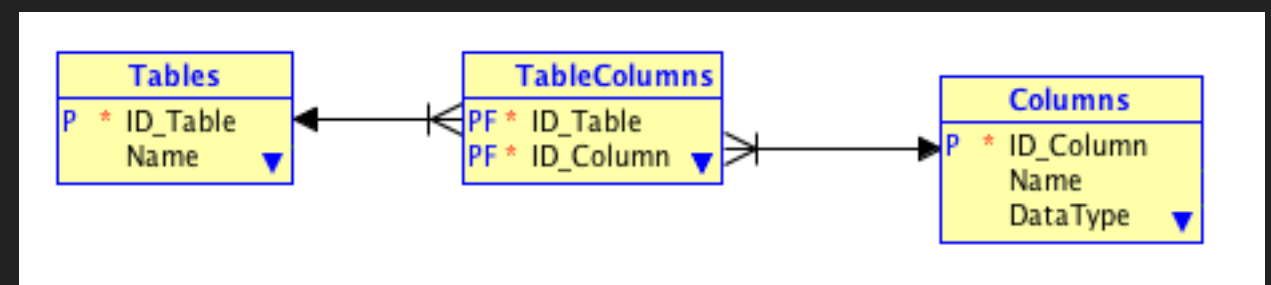 Tables
P * ID_Table
Name
TableColumns
PF * ID_Table
PF * ID_Column
Columns
P * ID_Column
Name
DataType